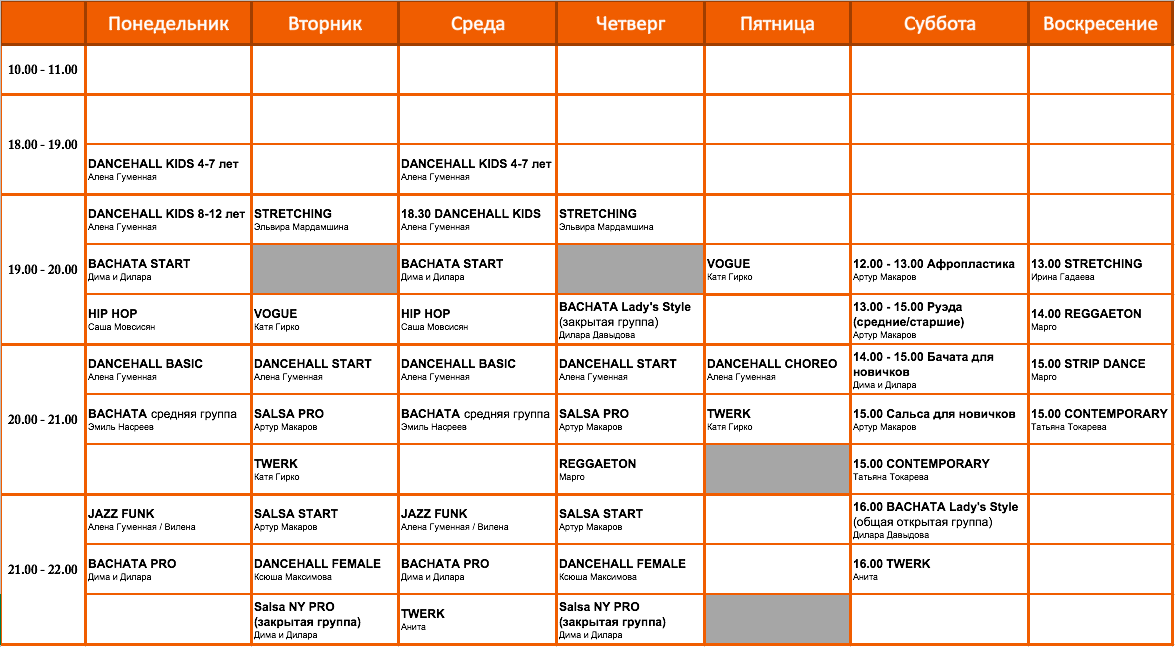 Понедельник Вторник Среда Четверг Пятница Суббота Воскресение
10.00 - 11.00
18.00 - 19.00
DANCEHALL KIDS 4-7 лет DANCEHALL KIDS 4-7 лет
Алена Гуменная Алена Гуменная
19.00 - 20.00
DANCEHALL KIDS 8-12 лет STRETCHING 18.30 DANCEHALL KIDS STRETCHING
Алена Гуменная Эльвира Мардамшина Алена Гуменная Эльвира Мардамшина
BACHATA START BACHATA START VOGUE 12.00 - 13.00 Афропластика 13.00 STRETCHING
Дима и Дилара Дима и Дилара Катя Гирко Артур Макаров Ирина Гадаева
HIP HOP VOGUE HIP HOP BACHATA Lady's Style 13.00 - 15.00 Руэда 14.00 REGGAETON
(закрытая группа) (средние/старшие)
Саша Мовсисян Катя Гирко Саша Мовсисян Дилара Давыдова Артур Макаров Марго
20.00 - 21.00
DANCEHALL BASIC DANCEHALL START DANCEHALL BASIC DANCEHALL START DANCEHALL CHOREO 14.00 - 15.00 Бачата для 15.00 STRIP DANCE
новичков
Алена Гуменная Алена Гуменная Алена Гуменная Алена Гуменная Алена Гуменная Дима и Дилара Марго
BACHATA средняя группа SALSA PRO BACHATA средняя группа SALSA PRO TWERK 15.00 Сальса для новичков 15.00 CONTEMPORARY
Эмиль Насреев Артур Макаров Эмиль Насреев Артур Макаров Катя Гирко Артур Макаров Татьяна Токарева
TWERK REGGAETON 15.00 CONTEMPORARY
Катя Гирко Марго Татьяна Токарева
21.00 - 22.00
JAZZ FUNK SALSA START JAZZ FUNK SALSA START 16.00 BACHATA Lady's Style
(общая открытая группа)
Алена Гуменная / Вилена Артур Макаров Алена Гуменная / Вилена Артур Макаров Дилара Давыдова
BACHATA PRO DANCEHALL FEMALE BACHATA PRO DANCEHALL FEMALE 16.00 TWERK
Дима и Дилара Ксюша Максимова Дима и Дилара Ксюша Максимова Анита
Salsa NY PRO TWERK Salsa NY PRO
(закрытая группа) (закрытая группа)
Дима и Дилара Анита Дима и Дилара